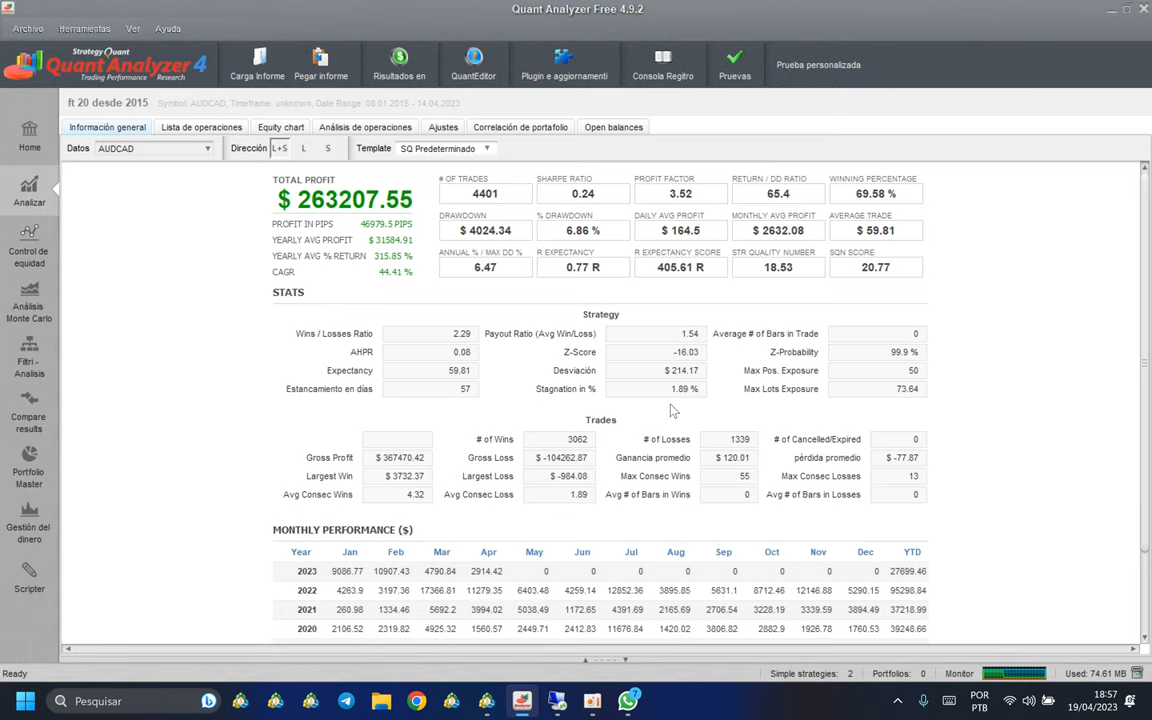 Quant Analyzer Free 4.9.2
Archivo Herramientas Ver Ayuda
StrategyQuant
QuantAnalyzer 4
Trading Performance Research
Carga Informe Pegar informe Risultados en QuantEditor Plugin e aggiornamenti Consola Regitro Pruevas Prueba personalizada
ft 20 desde 2015 Symbol: AUDCAD, Timeframe: unknown, Date Range: 08.01.2015 - 14.04.2023
Información general Lista de operaciones Equity chart Análisis de operaciones Ajustes Correlación de portafolio Open balances
Datos AUDCAD Dirección L+S L S Template SQ Predeterminado
Home
Analizar
Control de
equidad
Análisis
Monte Carlo
Filtri -
Analisis
Compare
results
Portfolio
Master
Gestión del
dinero
Scripter
TOTAL PROFIT
$ 263207.55
PROFIT IN PIPS 46979.5 PIPS
YEARLY AVG PROFIT $ 31584.91
YEARLY AVG % RETURN 315.85 %
CAGR 44.41 %
# OF TRADES SHARPE RATIO PROFIT FACTOR RETURN / DD RATIO WINNING PERCENTAGE
4401 0.24 3.52 65.4 69.58 %
DRAWDOWN % DRAWDOWN DAILY AVG PROFIT MONTHLY AVG PROFIT AVERAGE TRADE
$ 4024.34 6.86 % $ 164.5 $ 2632.08 $ 59.81
ANNUAL % / MAX DD % R EXPECTANCY R EXPECTANCY SCORE STR QUALITY NUMBER SQN SCORE
6.47 0.77 R 405.61 R 18.53 20.77
STATS
Strategy
Wins / Losses Ratio 2.29 Payout Ratio (Avg Win/Loss) 1.54 Average # of Bars in Trade 0
AHPR 0.08 Z-Score -16.03 Z-Probability 99.9 %
Expectancy 59.81 Desviación $ 214.17 Max Pos. Exposure 50
Estancamiento en días 57 Stagnation in % 1.89 % Max Lots Exposure 73.64
Trades
# of Wins 3062 # of Losses 1339 # of Cancelled/Expired 0
Gross Profit $ 367470.42 Gross Loss $ -104262.87 Ganancia promedio $ 120.01 pérdida promedio $ -77.87
Largest Win $ 3732.37 Largest Loss $ -984.08 Max Consec Wins 55 Max Consec Losses 13
Avg Consec Wins 4.32 Avg Consec Loss 1.89 Avg # of Bars in Wins 0 Avg # of Bars in Losses 0
MONTHLY PERFORMANCE ($)
Year Jan Feb Mar Apr May Jun Jul Aug Sep Oct Nov Dec YTD
2023 9086.77 10907.43 4790.84 2914.42 0 0 0 0 0 0 0 0 27699.46
2022 4263.9 3197.36 17366.81 11279.35 6403.48 4259.14 12852.36 3895.85 5631.1 8712.46 12146.88 5290.15 95298.84
2021 260.98 1334.46 5692.2 3994.02 5038.49 1172.65 4391.69 2165.69 2706.54 3228.19 3339.59 3894.49 37218.99
2020 2106.52 2319.82 4925.32 1560.57 2449.71 2412.83 11676.84 1420.02 3806.82 2882.9 1926.78 1760.53 39248.66
Ready Simple strategies: 2 Portfolios: 0 Monitor Used: 74.61 MB
Pesquisar 7 POR
PTB 18:57
19/04/2023